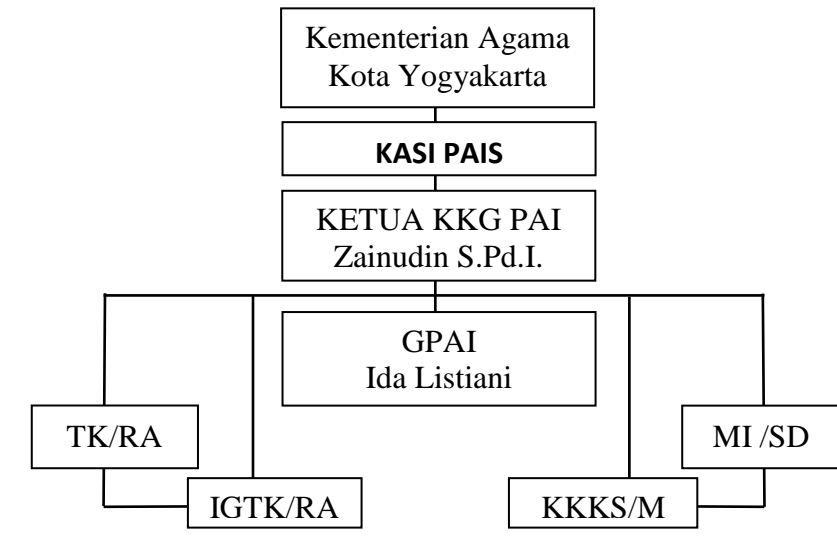 Kementerian Agama
Kota Yogyakarta
KASI PAIS
KETUA KKG PAI
Zainudin S.Pd.I.
GPAI
Ida Listiani
TK/RA
MI /SD
IGTK/RA
KKKS/M